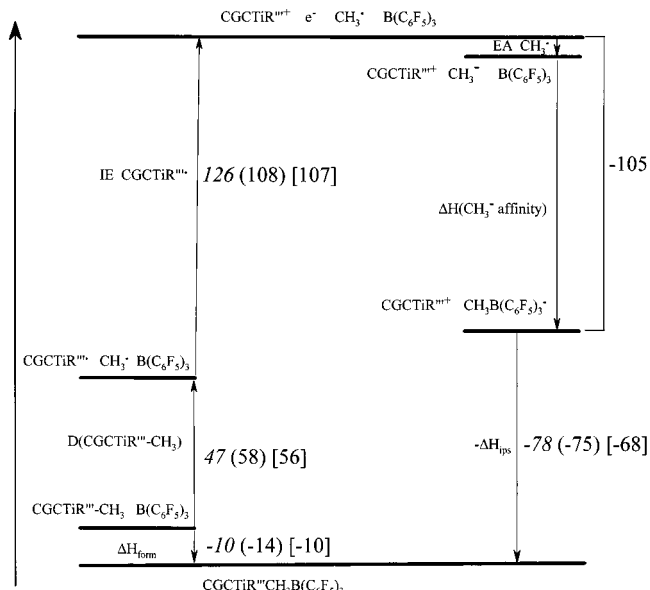 CGCTiR'''⁺ e⁻ CH₃· B(C₆F₅)₃
EA CH₃·
CGCTiR'''⁺ CH₃⁻ B(C₆F₅)₃
IE CGCTiR'''· 126 (108) [107]
-105
ΔH(CH₃⁻ affinity)
CGCTiR'''⁺ CH₃B(C₆F₅)₃⁻
CGCTiR'''· CH₃· B(C₆F₅)₃
D(CGCTiR'''-CH₃)
47 (58) [56]
-ΔHᵢₚₛ -78 (-75) [-68]
CGCTiR'''-CH₃ B(C₆F₅)₃
ΔH_form -10 (-14) [-10]
CGCTiR'''CH₃B(C₆F₅)₃